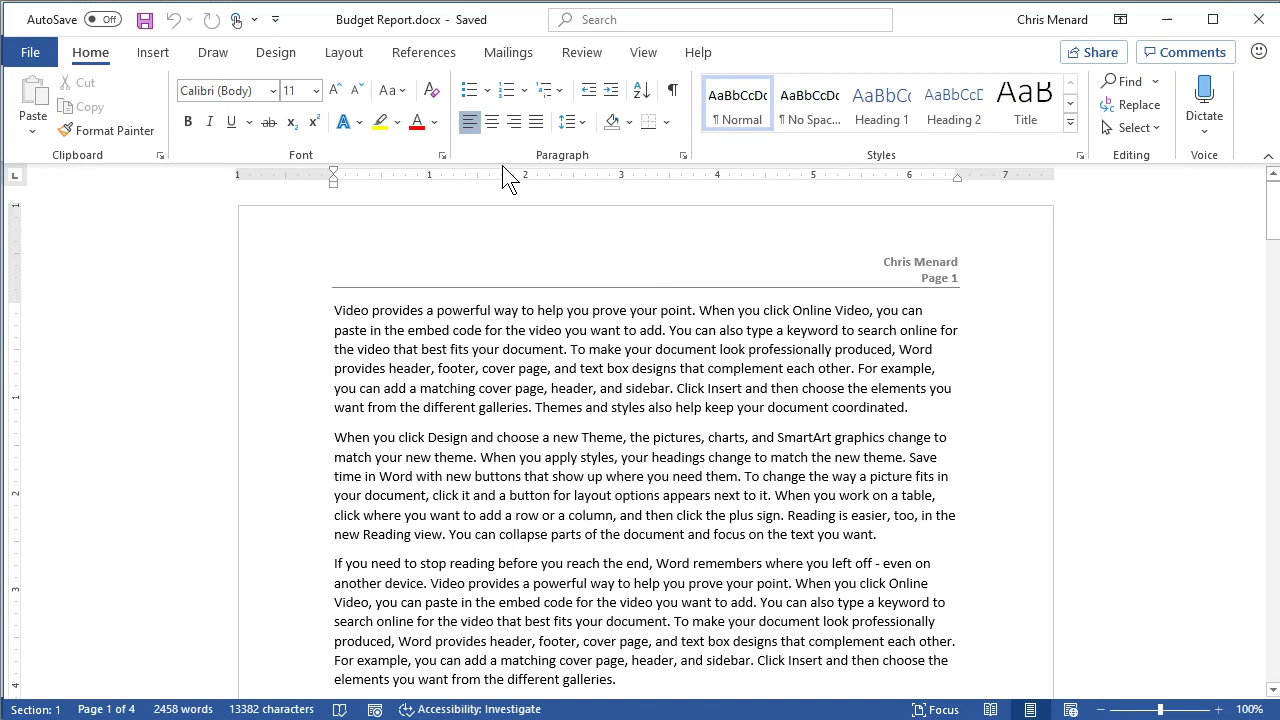 AutoSave Off Budget Report.docx - Saved Search Chris Menard
File Home Insert Draw Design Layout References Mailings Review View Help Share Comments
Paste Cut Copy Format Painter
Clipboard
Calibri (Body) 11 Aa
B I U ab x₂ x² A A
Font
Paragraph
AaBbCcDc AaBbCcDc AaBbCc AaBbCcD AaB
¶ Normal ¶ No Spac... Heading 1 Heading 2 Title
Styles
Find
Replace
Select
Editing
Dictate
Voice
1 1 2 3 4 5 6 7
Chris Menard
Page 1
Video provides a powerful way to help you prove your point. When you click Online Video, you can
paste in the embed code for the video you want to add. You can also type a keyword to search online for
the video that best fits your document. To make your document look professionally produced, Word
provides header, footer, cover page, and text box designs that complement each other. For example,
you can add a matching cover page, header, and sidebar. Click Insert and then choose the elements you
want from the different galleries. Themes and styles also help keep your document coordinated.
When you click Design and choose a new Theme, the pictures, charts, and SmartArt graphics change to
match your new theme. When you apply styles, your headings change to match the new theme. Save
time in Word with new buttons that show up where you need them. To change the way a picture fits in
your document, click it and a button for layout options appears next to it. When you work on a table,
click where you want to add a row or a column, and then click the plus sign. Reading is easier, too, in the
new Reading view. You can collapse parts of the document and focus on the text you want.
If you need to stop reading before you reach the end, Word remembers where you left off - even on
another device. Video provides a powerful way to help you prove your point. When you click Online
Video, you can paste in the embed code for the video you want to add. You can also type a keyword to
search online for the video that best fits your document. To make your document look professionally
produced, Word provides header, footer, cover page, and text box designs that complement each other.
For example, you can add a matching cover page, header, and sidebar. Click Insert and then choose the
elements you want from the different galleries.
1
1
2
3
4
Section: 1 Page 1 of 4 2458 words 13382 characters Accessibility: Investigate Focus 100%